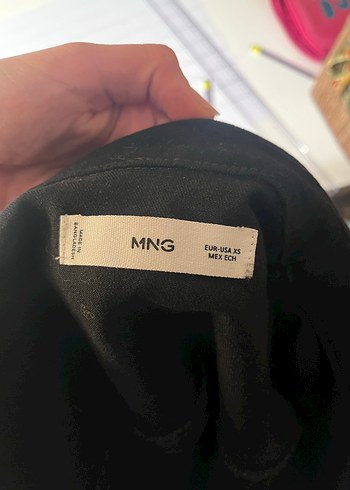 MADE IN
BANGLADESH
MNG
EUR-USA XS
MEX ECH